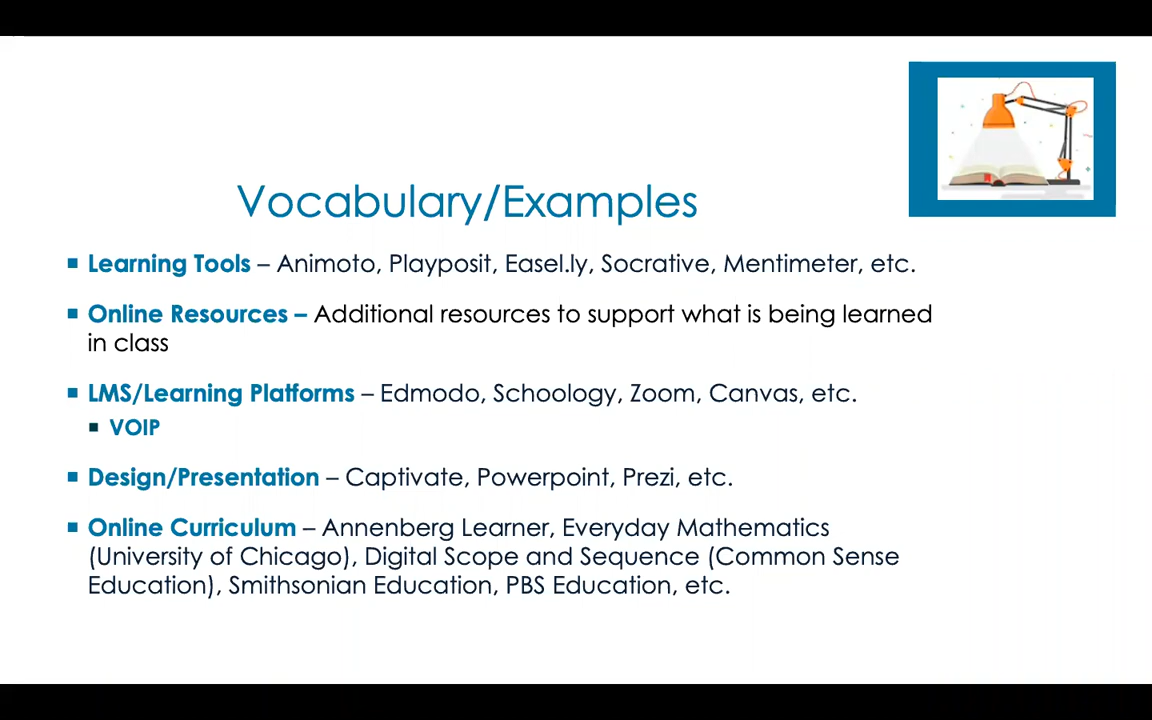 Vocabulary/Examples
Learning Tools – Animoto, Playposit, Easel.ly, Socrative, Mentimeter, etc.
Online Resources – Additional resources to support what is being learned
in class
LMS/Learning Platforms – Edmodo, Schoology, Zoom, Canvas, etc.
VOIP
Design/Presentation – Captivate, Powerpoint, Prezi, etc.
Online Curriculum – Annenberg Learner, Everyday Mathematics
(University of Chicago), Digital Scope and Sequence (Common Sense
Education), Smithsonian Education, PBS Education, etc.